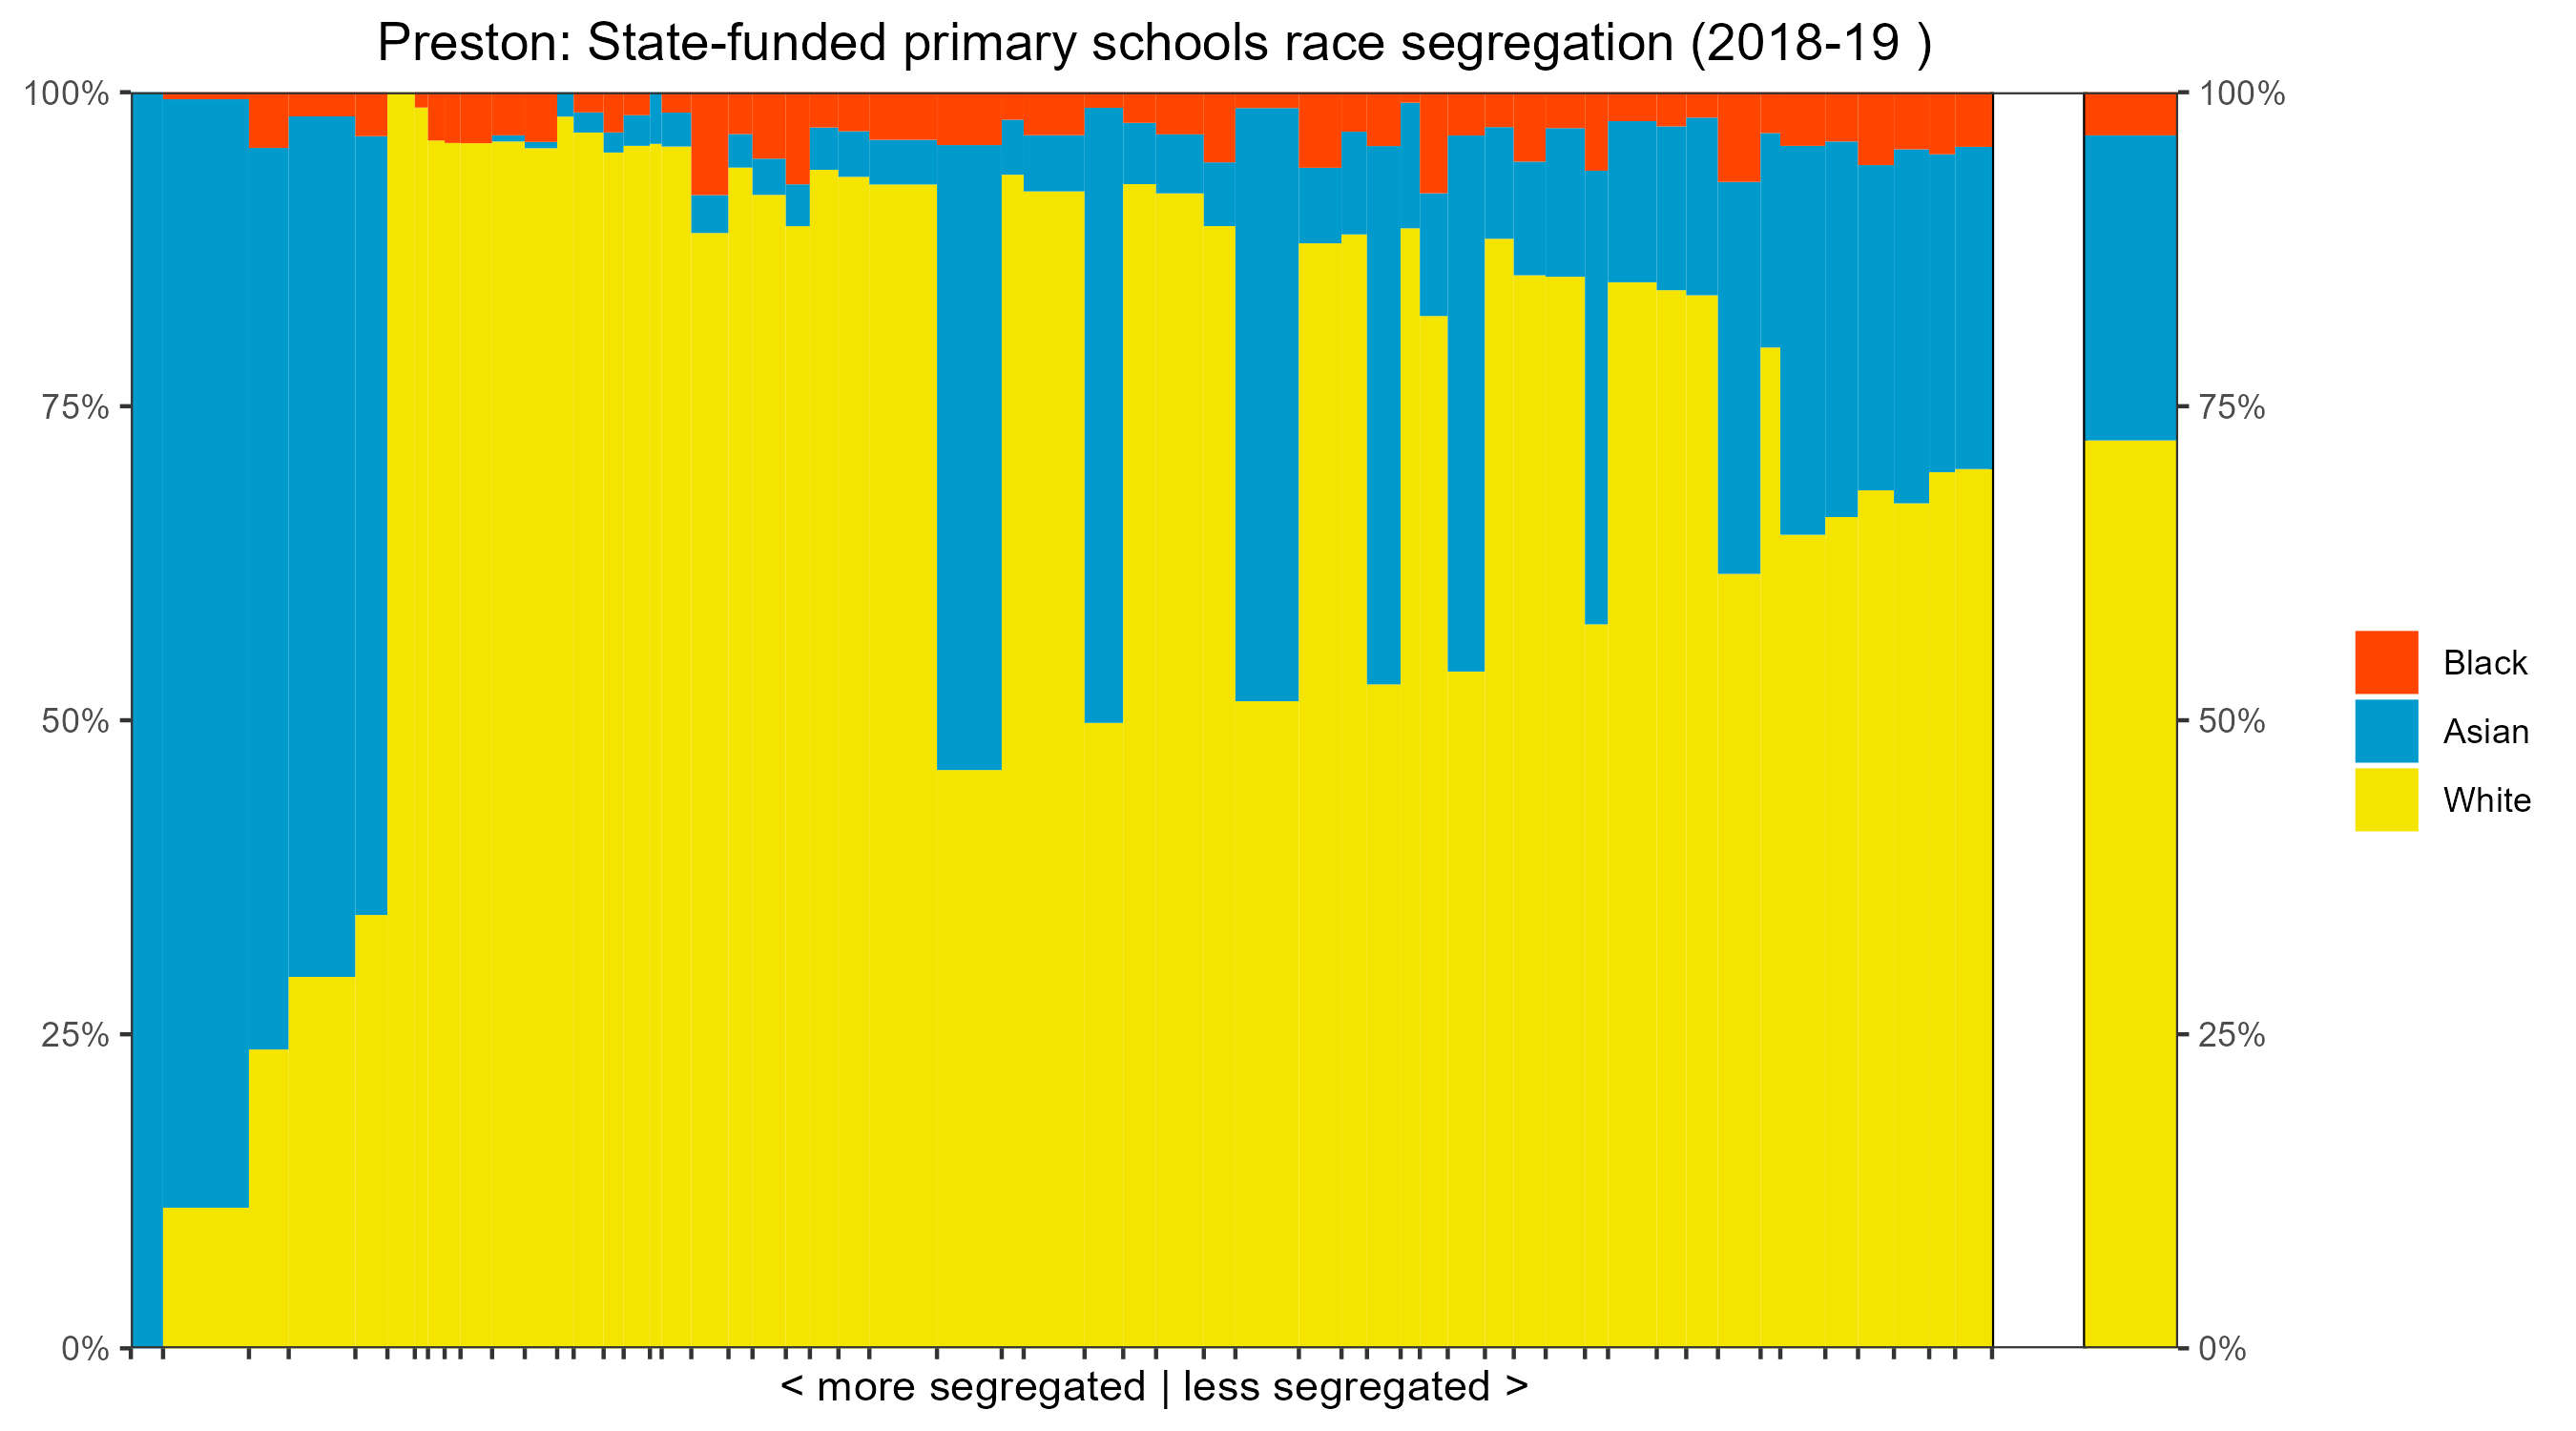 Preston: State-funded primary schools race segregation (2018-19 )
100%
75%
50%
25%
0%
100%
75%
50%
25%
0%
Black
Asian
White
< more segregated | less segregated >